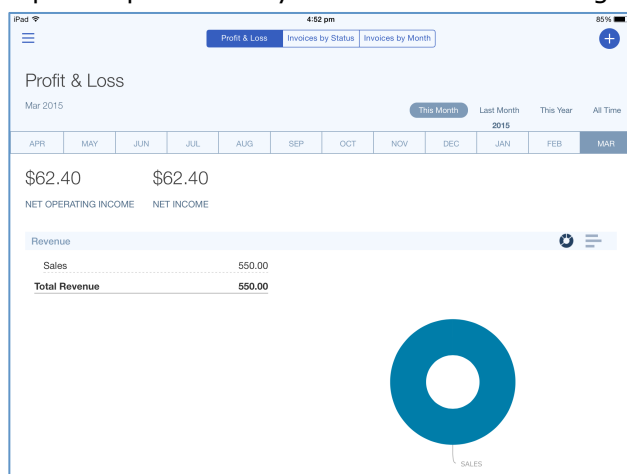 iPad 4:52 pm 85%
Profit & Loss Invoices by Status Invoices by Month
Profit & Loss
Mar 2015
This Month Last Month This Year All Time
2015
APR MAY JUN JUL AUG SEP OCT NOV DEC JAN FEB MAR
$62.40 $62.40
NET OPERATING INCOME NET INCOME
Revenue
Sales 550.00
Total Revenue 550.00
SALES